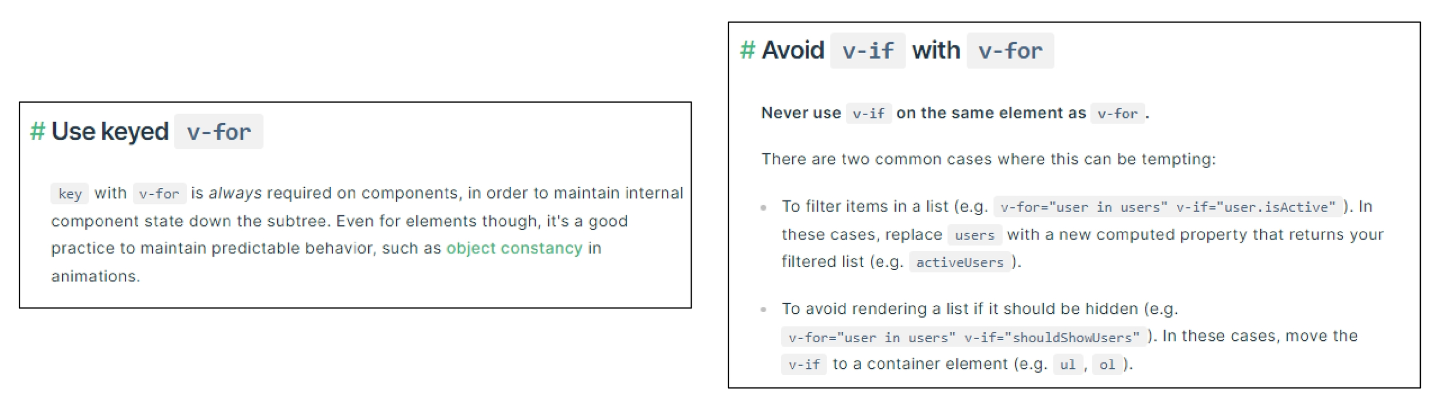 # Use keyed v-for
key with v-for is always required on components, in order to maintain internal
component state down the subtree. Even for elements though, it's a good
practice to maintain predictable behavior, such as object constancy in
animations.
# Avoid v-if with v-for
Never use v-if on the same element as v-for.
There are two common cases where this can be tempting:
• To filter items in a list (e.g. v-for="user in users" v-if="user.isActive"). In
these cases, replace users with a new computed property that returns your
filtered list (e.g. activeUsers).
• To avoid rendering a list if it should be hidden (e.g.
v-for="user in users" v-if="shouldShowUsers"). In these cases, move the
v-if to a container element (e.g. ul, ol).